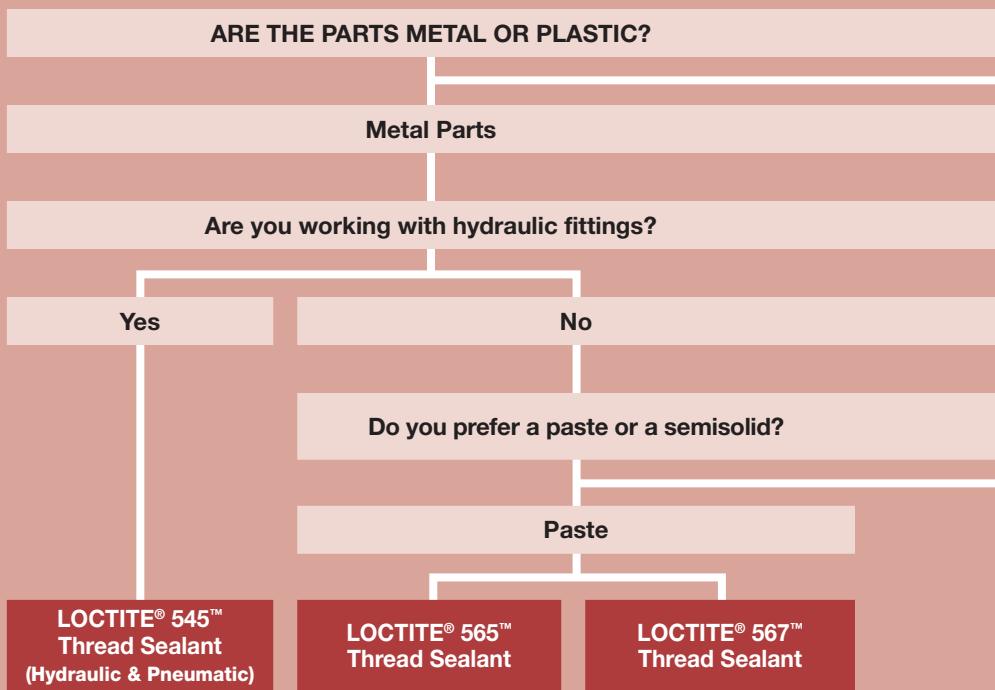 ARE THE PARTS METAL OR PLASTIC?
Metal Parts
Are you working with hydraulic fittings?
Yes
No
Do you prefer a paste or a semisolid?
Paste
LOCTITE® 545™
Thread Sealant
(Hydraulic & Pneumatic)
LOCTITE® 565™
Thread Sealant
LOCTITE® 567™
Thread Sealant